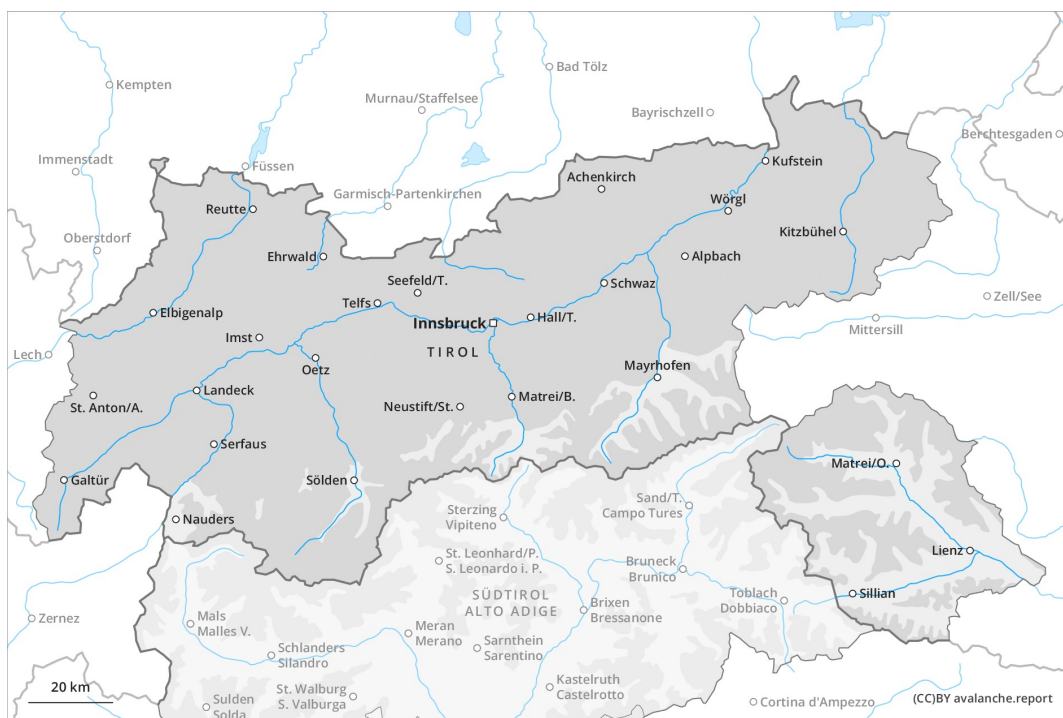 Kempten
Bad Tölz
Murnau/Staffelsee
Bayrischzell
Berchtesgaden
Immenstadt
Füssen
Kufstein
Achenkirch
Garmisch-Partenkirchen
Reutte
Wörgl
Kitzbühel
Oberstdorf
Ehrwald
Alpbach
Seefeld/T.
Schwaz
Zell/See
Telfs
Elbigenalp
Innsbruck
Hall/T.
Mittersill
Imst
TIROL
Lech
Oetz
Mayrhofen
Landeck
St. Anton/A.
Neustift/St.
Matrei/B.
Serfaus
Matrei/O.
Galtür
Sölden
Sand/T.
Campo Tures
Sterzing
Vipiteno
Nauders
Lienz
St. Leonhard/P.
S. Leonardo i. P.
Bruneck
Brunico
Sillian
SÜDTIROL
ALTO ADIGE
Toblach
Dobbiaco
Brixen
Bressanone
Zernez
Mals
Malles V.
Meran
Merano
Sarnthein
Sarentino
Schlanders
Silandro
Kastelruth
Castelrotto
20 km
St. Walburg
S. Valburga
Sulden
Solda
Cortina d'Ampezzo
(CC)BY avalanche.report